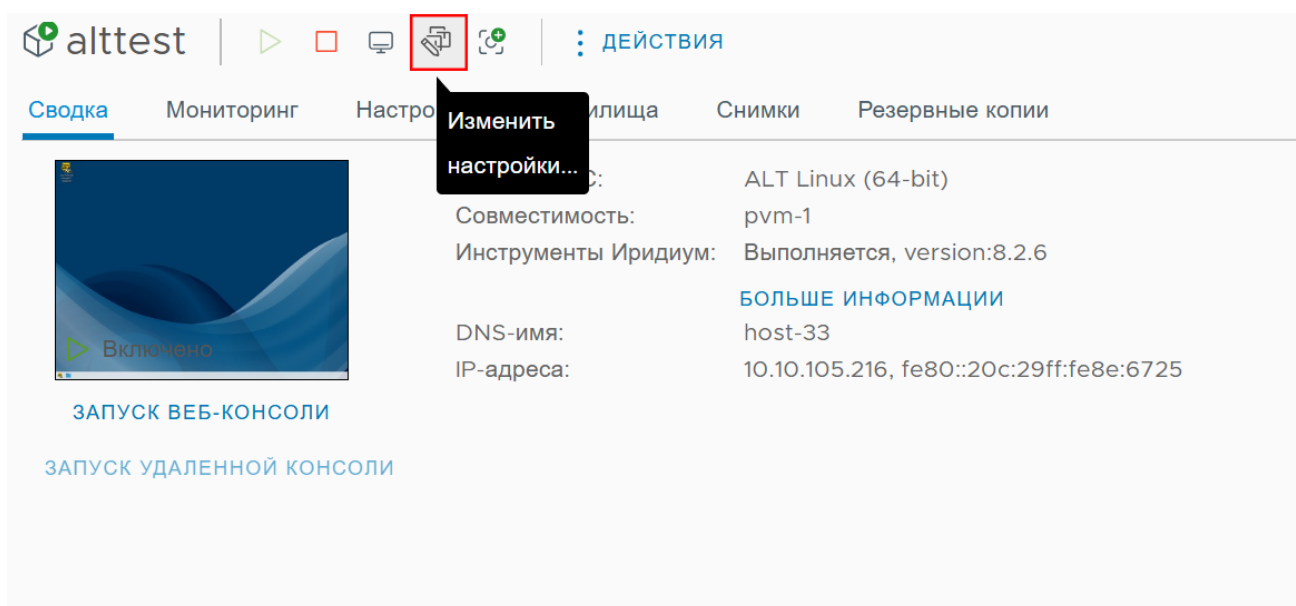 alttest
ДЕЙСТВИЯ
Сводка Мониторинг Снимки Резервные копии
Изменить
настройки...
ALT Linux (64-bit)
Совместимость: pvm-1
Инструменты Иридиум: Выполняется, version:8.2.6
БОЛЬШЕ ИНФОРМАЦИИ
DNS-имя: host-33
IP-адреса: 10.10.105.216, fe80::20c:29ff:fe8e:6725
Включено
ЗАПУСК ВЕБ-КОНСОЛИ
ЗАПУСК УДАЛЕННОЙ КОНСОЛИ